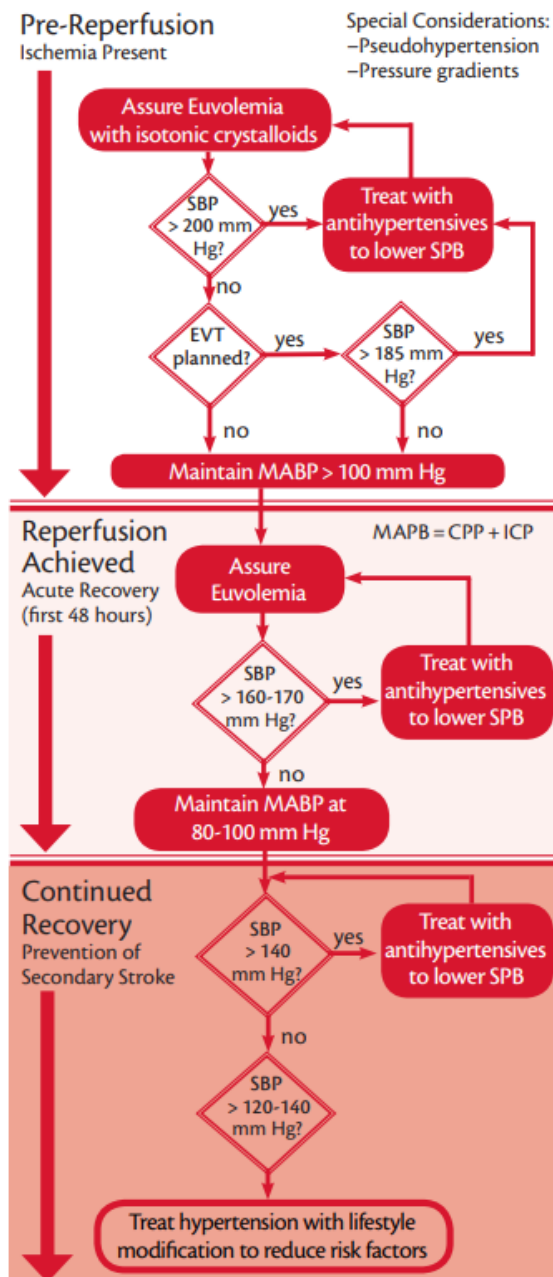 Pre-Reperfusion
Ischemia Present
Special Considerations:
–Pseudohypertension
–Pressure gradients
Assure Euvolemia
with isotonic crystalloids
SBP
> 200 mm
Hg?
yes
Treat with
antihypertensives
to lower SPB
no
EVT
planned?
yes
SBP
> 185 mm
Hg?
yes
no
no
Maintain MABP > 100 mm Hg
Reperfusion
Achieved
Acute Recovery
(first 48 hours)
MAPB = CPP + ICP
Assure
Euvolemia
SBP
> 160-170
mm Hg?
yes
Treat with
antihypertensives
to lower SPB
no
Maintain MABP at
80-100 mm Hg
Continued
Recovery
Prevention of
Secondary Stroke
SBP
> 140
mm Hg?
yes
Treat with
antihypertensives
to lower SPB
no
SBP
> 120-140
mm Hg?
Treat hypertension with lifestyle
modification to reduce risk factors